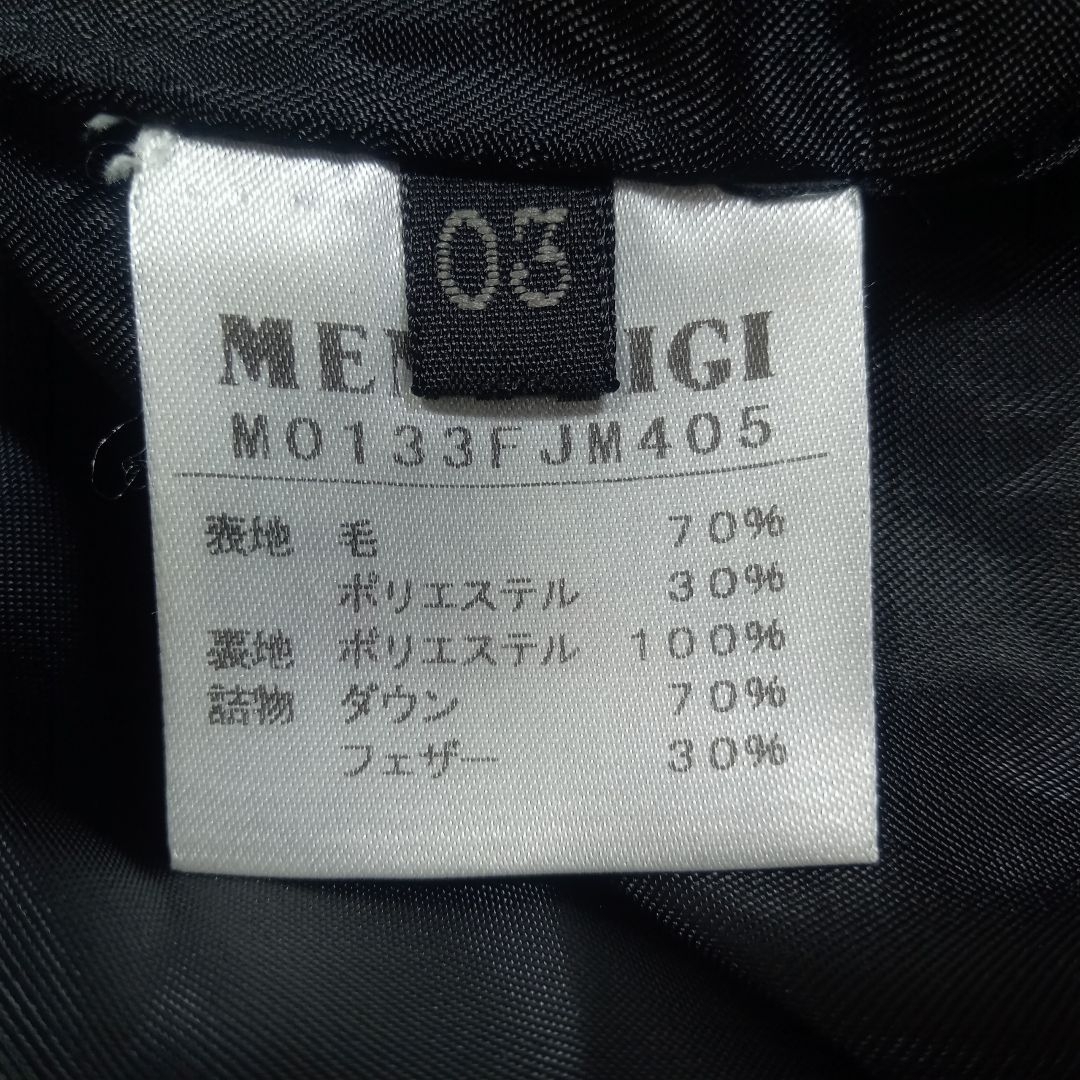 03
M0133FJM405
表地 毛 70%
ポリエステル 30%
裏地 ポリエステル 100%
詰物 ダウン 70%
フェザー 30%